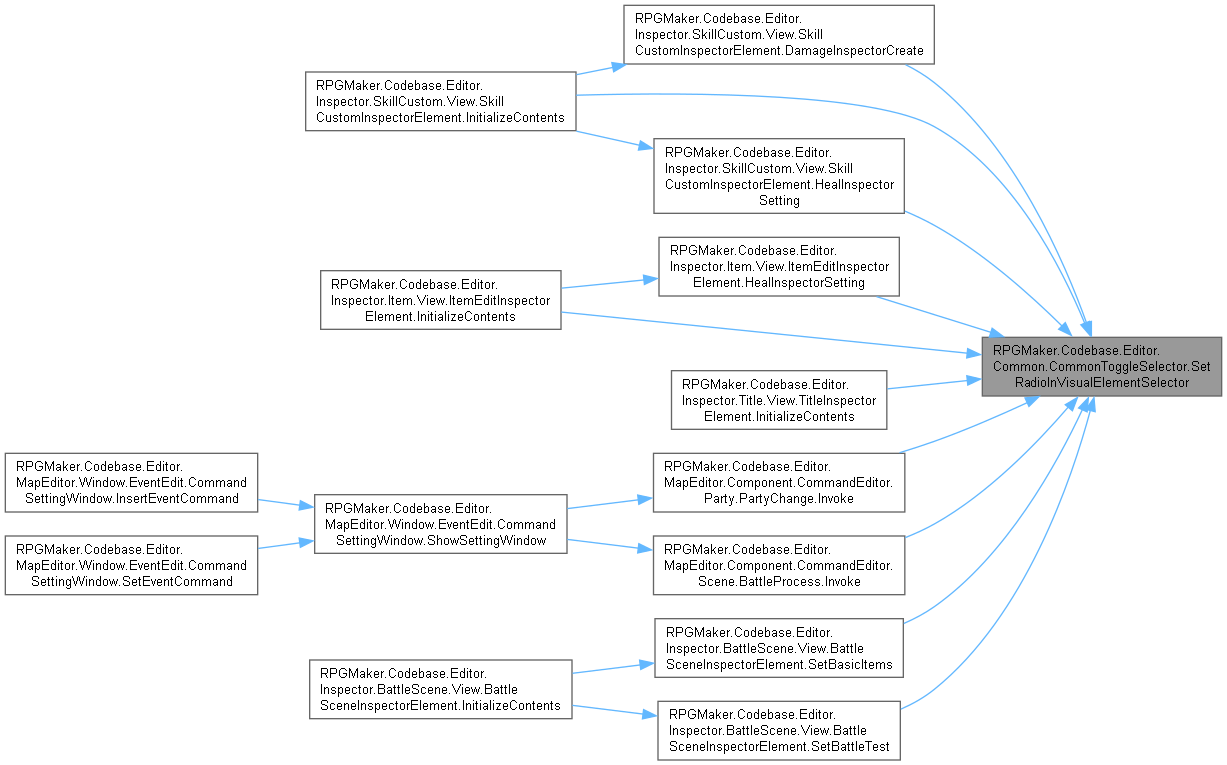 RPGMaker.Codebase.Editor.
Inspector.SkillCustom.View.Skill
CustomInspectorElement.DamageInspectorCreate
RPGMaker.Codebase.Editor.
Inspector.SkillCustom.View.Skill
CustomInspectorElement.InitializeContents
RPGMaker.Codebase.Editor.
Inspector.SkillCustom.View.Skill
CustomInspectorElement.HealInspector
Setting
RPGMaker.Codebase.Editor.
Inspector.Item.View.ItemEditInspector
Element.HealInspectorSetting
RPGMaker.Codebase.Editor.
Inspector.Item.View.ItemEditInspector
Element.InitializeContents
RPGMaker.Codebase.Editor.
Common.CommonToggleSelector.Set
RadioInVisualElementSelector
RPGMaker.Codebase.Editor.
Inspector.Title.View.TitleInspector
Element.InitializeContents
RPGMaker.Codebase.Editor.
MapEditor.Window.EventEdit.Command
SettingWindow.InsertEventCommand
RPGMaker.Codebase.Editor.
MapEditor.Component.CommandEditor.
Party.PartyChange.Invoke
RPGMaker.Codebase.Editor.
MapEditor.Window.EventEdit.Command
SettingWindow.ShowSettingWindow
RPGMaker.Codebase.Editor.
MapEditor.Window.EventEdit.Command
SettingWindow.SetEventCommand
RPGMaker.Codebase.Editor.
MapEditor.Component.CommandEditor.
Scene.BattleProcess.Invoke
RPGMaker.Codebase.Editor.
Inspector.BattleScene.View.Battle
SceneInspectorElement.SetBasicItems
RPGMaker.Codebase.Editor.
Inspector.BattleScene.View.Battle
SceneInspectorElement.InitializeContents
RPGMaker.Codebase.Editor.
Inspector.BattleScene.View.Battle
SceneInspectorElement.SetBattleTest